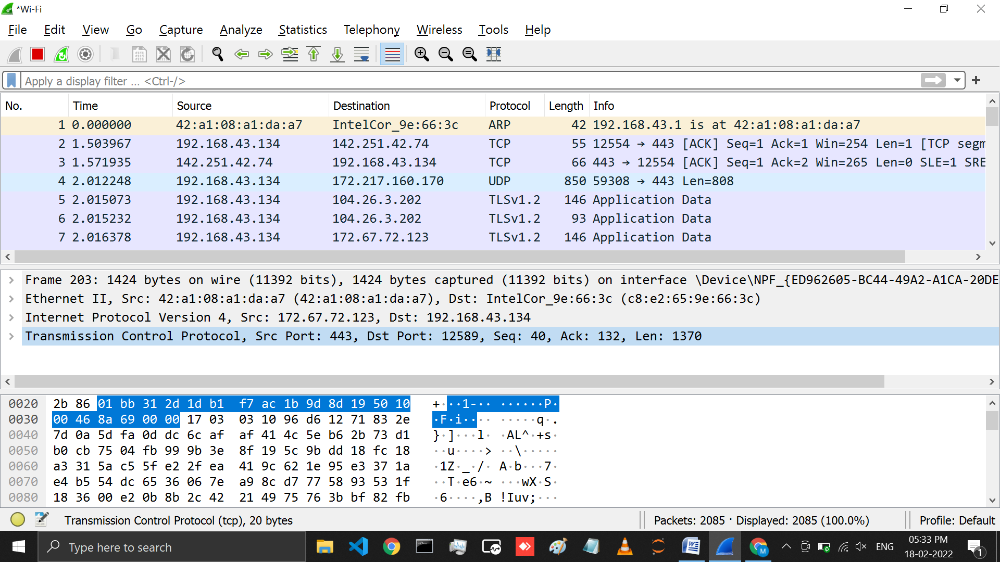 *Wi-Fi
File Edit View Go Capture Analyze Statistics Telephony Wireless Tools Help
Apply a display filter … <Ctrl-/>
No. Time Source Destination Protocol Length Info
1 0.000000 42:a1:08:a1:da:a7 IntelCor_9e:66:3c ARP 42 192.168.43.1 is at 42:a1:08:a1:da:a7
2 1.503967 192.168.43.134 142.251.42.74 TCP 55 12554 → 443 [ACK] Seq=1 Ack=1 Win=254 Len=1 [TCP segm
3 1.571935 142.251.42.74 192.168.43.134 TCP 66 443 → 12554 [ACK] Seq=1 Ack=2 Win=265 Len=0 SLE=1 SRE
4 2.012248 192.168.43.134 172.217.160.170 UDP 850 59308 → 443 Len=808
5 2.015073 192.168.43.134 104.26.3.202 TLSv1.2 146 Application Data
6 2.015232 192.168.43.134 104.26.3.202 TLSv1.2 93 Application Data
7 2.016378 192.168.43.134 172.67.72.123 TLSv1.2 146 Application Data
Frame 203: 1424 bytes on wire (11392 bits), 1424 bytes captured (11392 bits) on interface \Device\NPF_{ED962605-BC44-49A2-A1CA-20DE
Ethernet II, Src: 42:a1:08:a1:da:a7 (42:a1:08:a1:da:a7), Dst: IntelCor_9e:66:3c (c8:e2:65:9e:66:3c)
Internet Protocol Version 4, Src: 172.67.72.123, Dst: 192.168.43.134
Transmission Control Protocol, Src Port: 443, Dst Port: 12589, Seq: 40, Ack: 132, Len: 1370
0020 2b 86 01 bb 31 2d 1d b1 f7 ac 1b 9d 8d 19 50 10 +···1-·· ······P·
0030 00 46 8a 69 00 00 17 03 03 10 96 d6 12 71 83 2e ·F·i···· ·····q·.
0040 7d 0a 5d fa 0d dc 6c af af 41 4c 5e b6 2b 73 d1 }·]···l· ·AL^·+s·
0050 b0 cb 75 04 fb 99 9b 3e 8f 19 5c 9b dd 18 fc 18 ··u····> ··\·····
0060 a3 31 5a c5 5f e2 2f ea 41 9c 62 1e 95 e3 37 1a ·1Z·_·/· A·b···7·
0070 e4 b5 54 dc 65 36 06 7e a9 8c d7 77 58 93 53 1f ··T·e6·~ ···wX·S·
0080 18 36 00 e2 0b 8b 2c 42 21 49 75 76 3b bf 82 fb ·6····,B !Iuv;···
Transmission Control Protocol (tcp), 20 bytes Packets: 2085 · Displayed: 2085 (100.0%) Profile: Default
Type here to search ENG 05:33 PM
18-02-2022
M
1